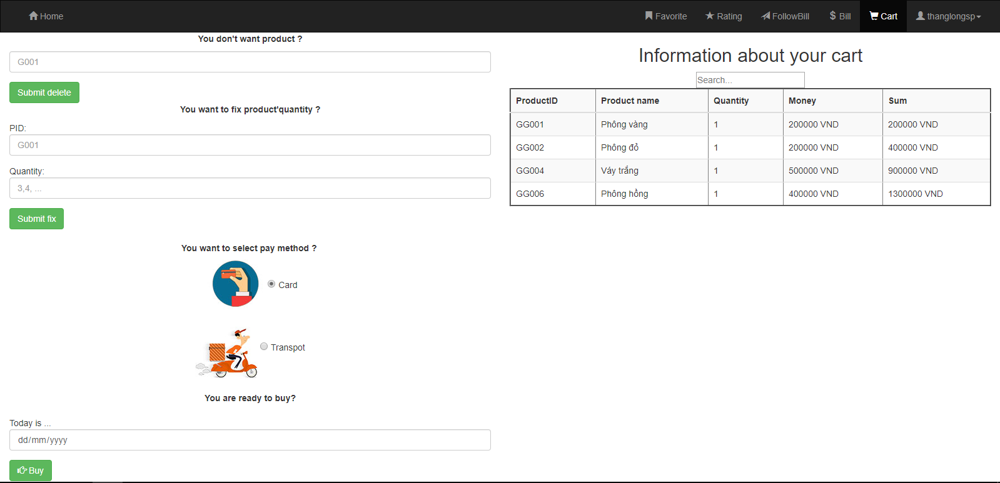 Home Favorite Rating FollowBill $ Bill Cart thanglongsp
You don't want product ?
G001
Submit delete
You want to fix product'quantity ?
PID:
G001
Quantity:
3,4, ...
Submit fix
You want to select pay method ?
Card
Transpot
You are ready to buy?
Today is ...
dd/mm/yyyy
Buy
Information about your cart
Search...
ProductID Product name Quantity Money Sum
GG001 Phông vàng 1 200000 VND 200000 VND
GG002 Phông đỏ 1 200000 VND 400000 VND
GG004 Váy trắng 1 500000 VND 900000 VND
GG006 Phông hồng 1 400000 VND 1300000 VND